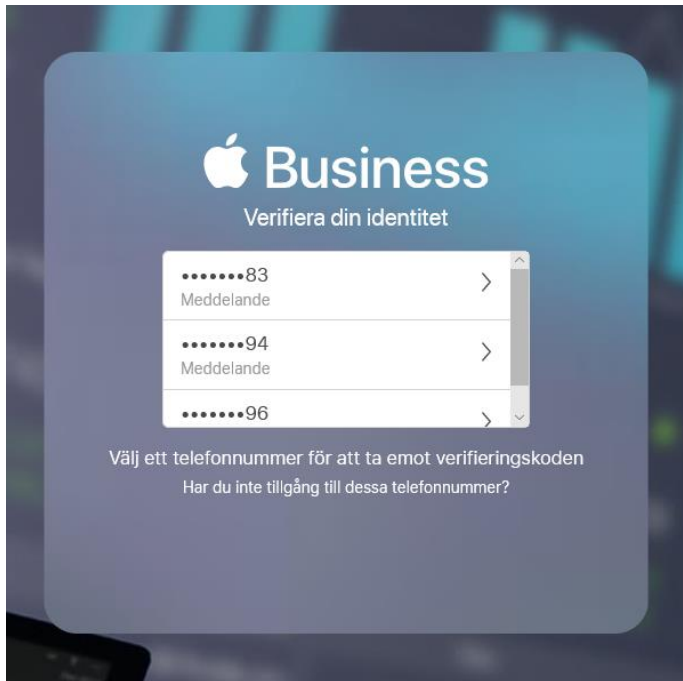 Business
Verifiera din identitet
•••••••83
Meddelande
•••••••94
Meddelande
•••••••96
Välj ett telefonnummer för att ta emot verifieringskoden
Har du inte tillgång till dessa telefonnummer?